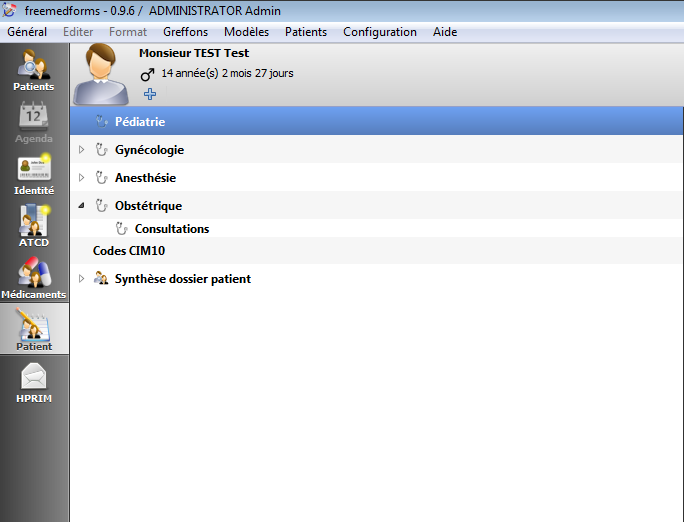 freemedforms - 0.9.6 / ADMINISTRATOR Admin
Général Editer Format Greffons Modèles Patients Configuration Aide
Patients
12
Agenda
Identité
ATCD
Médicaments
Patient
HPRIM
Monsieur TEST Test
14 année(s) 2 mois 27 jours
Pédiatrie
Gynécologie
Anesthésie
Obstétrique
Consultations
Codes CIM10
Synthèse dossier patient